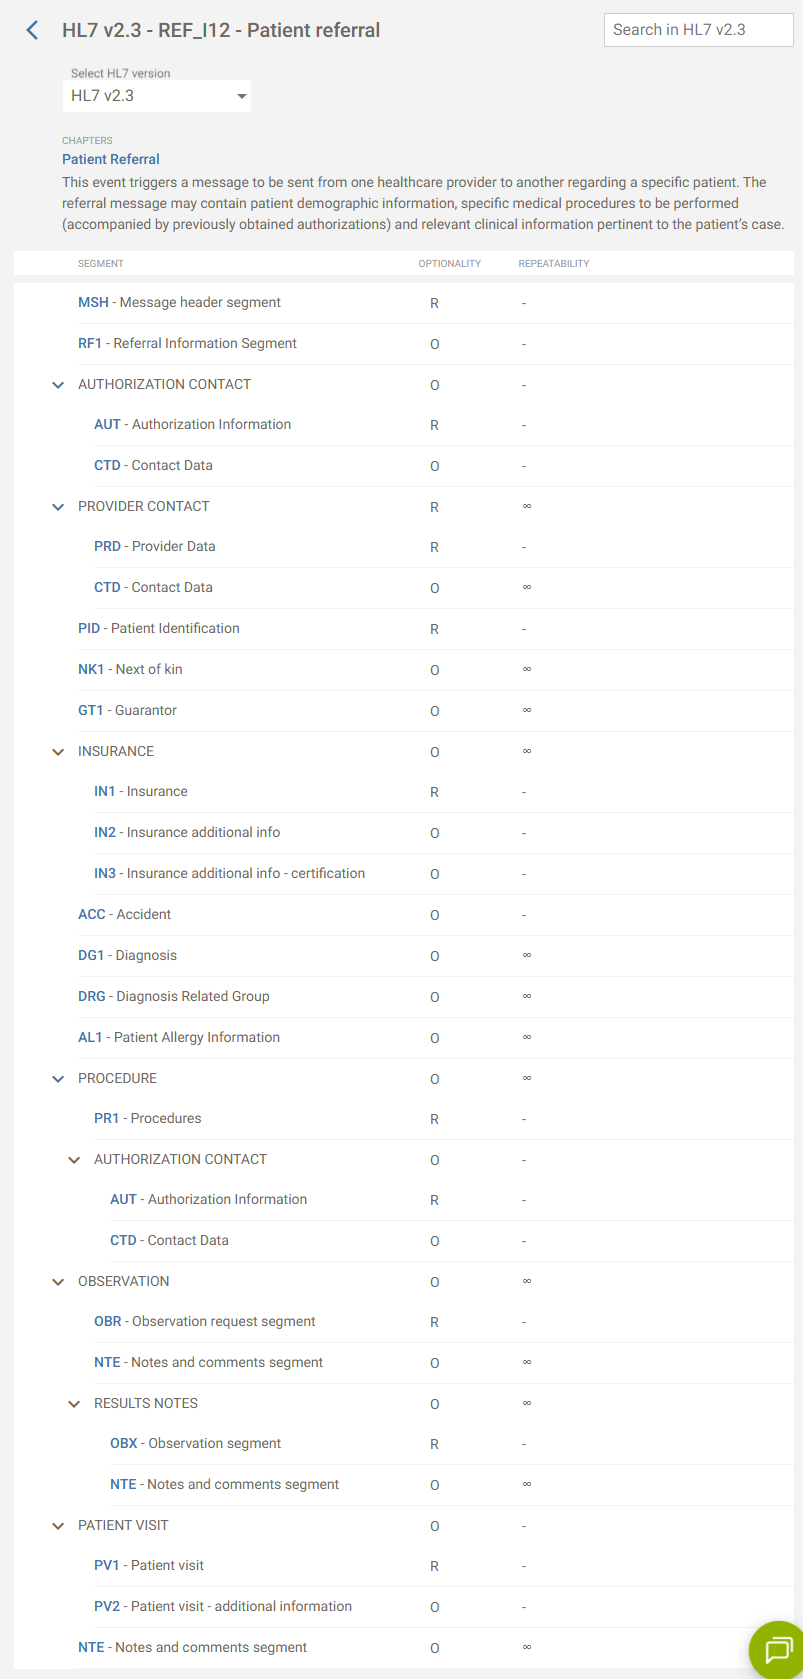 HL7 v2.3 - REF_I12 - Patient referral
Search in HL7 v2.3
Select HL7 version
HL7 v2.3
CHAPTERS
Patient Referral
This event triggers a message to be sent from one healthcare provider to another regarding a specific patient. The
referral message may contain patient demographic information, specific medical procedures to be performed
(accompanied by previously obtained authorizations) and relevant clinical information pertinent to the patient's case.
SEGMENT OPTIONALITY REPEATABILITY
MSH - Message header segment R -
RF1 - Referral Information Segment O -
AUTHORIZATION CONTACT O -
AUT - Authorization Information R -
CTD - Contact Data O -
PROVIDER CONTACT R ∞
PRD - Provider Data R -
CTD - Contact Data O ∞
PID - Patient Identification R -
NK1 - Next of kin O ∞
GT1 - Guarantor O ∞
INSURANCE O ∞
IN1 - Insurance R -
IN2 - Insurance additional info O -
IN3 - Insurance additional info - certification O -
ACC - Accident O -
DG1 - Diagnosis O ∞
DRG - Diagnosis Related Group O ∞
AL1 - Patient Allergy Information O ∞
PROCEDURE O ∞
PR1 - Procedures R -
AUTHORIZATION CONTACT O -
AUT - Authorization Information R -
CTD - Contact Data O -
OBSERVATION O ∞
OBR - Observation request segment R -
NTE - Notes and comments segment O ∞
RESULTS NOTES O ∞
OBX - Observation segment R -
NTE - Notes and comments segment O ∞
PATIENT VISIT O -
PV1 - Patient visit R -
PV2 - Patient visit - additional information O -
NTE - Notes and comments segment O ∞